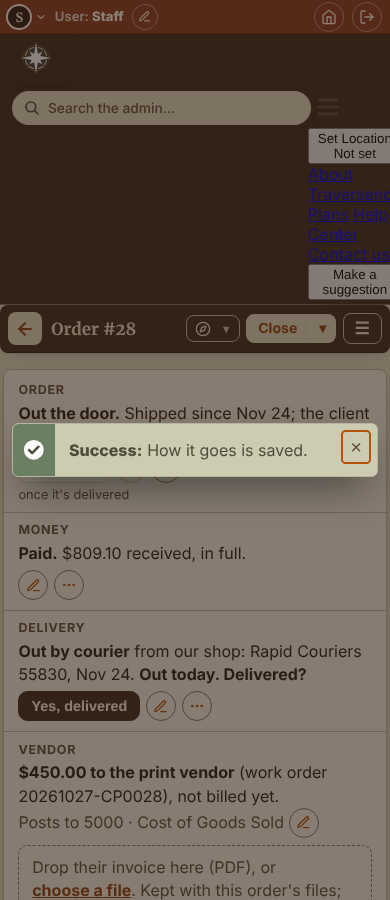 S User: Staff
Search the admin...
Set Location
Not set
About
Traversend
Plans Help
Center
Contact us
Make a
suggestion
Order #28
Close
ORDER
Out the door. Shipped since Nov 24; the client
Success: How it goes is saved.
once it's delivered
MONEY
Paid. $809.10 received, in full.
DELIVERY
Out by courier from our shop: Rapid Couriers
55830, Nov 24. Out today. Delivered?
Yes, delivered
VENDOR
$450.00 to the print vendor (work order
20261027-CP0028), not billed yet.
Posts to 5000 · Cost of Goods Sold
Drop their invoice here (PDF), or
choose a file. Kept with this order's files;